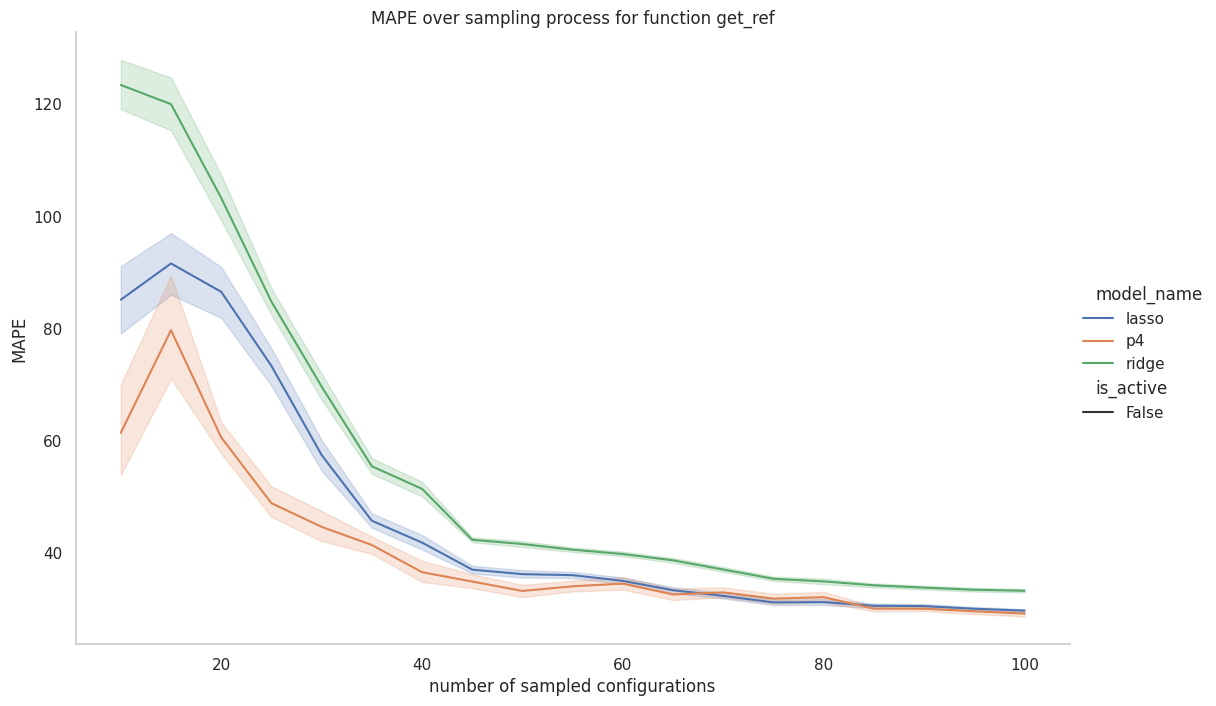 MAPE over sampling process for function get_ref
MAPE
120
100
80
60
40
20
40
60
80
100
number of sampled configurations
model_name
lasso
p4
ridge
is_active
False